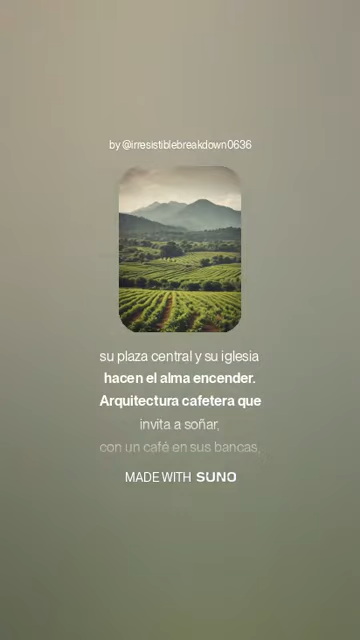 by @irresistiblebreakdown0636
su plaza central y su iglesia
hacen el alma encender.
Arquitectura cafetera que
invita a soñar,
con un café en sus bancas,
MADE WITH SUNO